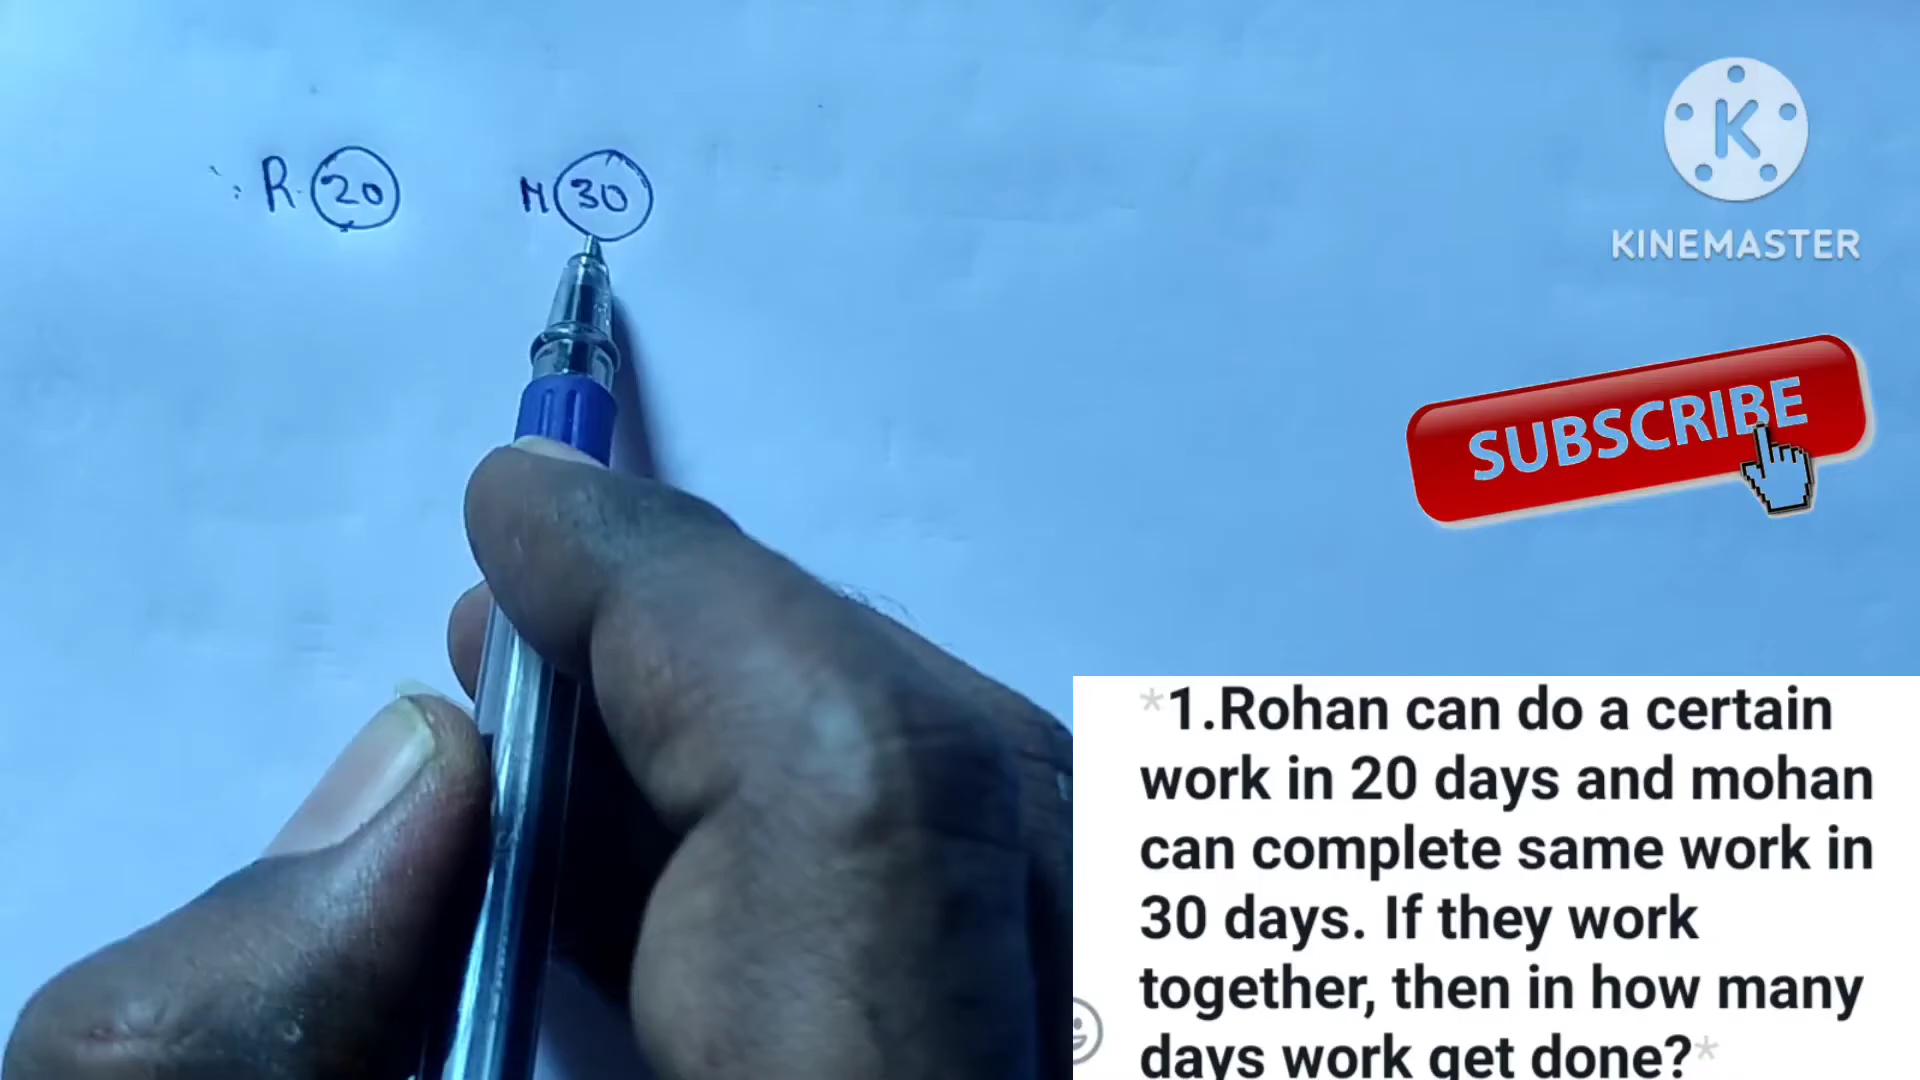 R. 20 M 30
KINEMASTER
SUBSCRIBE
*1.Rohan can do a certain
work in 20 days and mohan
can complete same work in
30 days. If they work
together, then in how many
days work get done?*